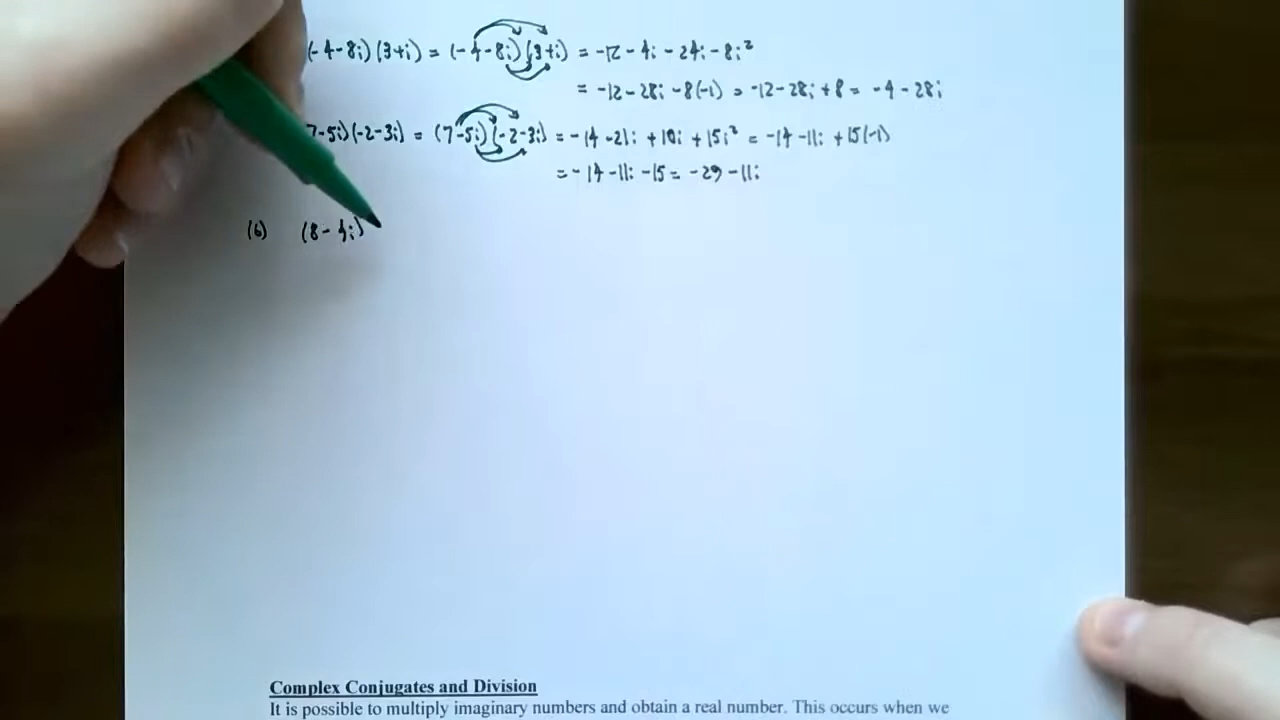 (-4-8i)(3+i) = (-4-8i)(3+i) = -12 - 4i - 24i - 8i²
= -12 - 28i - 8(-1) = -12 - 28i + 8 = -4 - 28i
7-5i)(-2-3i) = (7-5i)(-2-3i) = -14 - 21i + 10i + 15i² = -14 - 11i + 15(-1)
= -14 - 11i - 15 = -29 - 11i
(6) (8-4i)
Complex Conjugates and Division
It is possible to multiply imaginary numbers and obtain a real number. This occurs when we